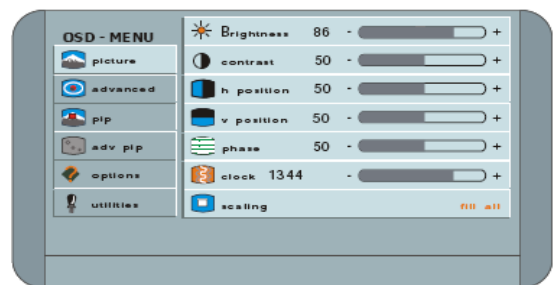 OSD - MENU
picture
advanced
pip
adv pip
options
utilities
Brightness 86 - +
contrast 50 - +
h position 50 - +
v position 50 - +
phase 50 - +
clock 1344 - +
scaling fill all